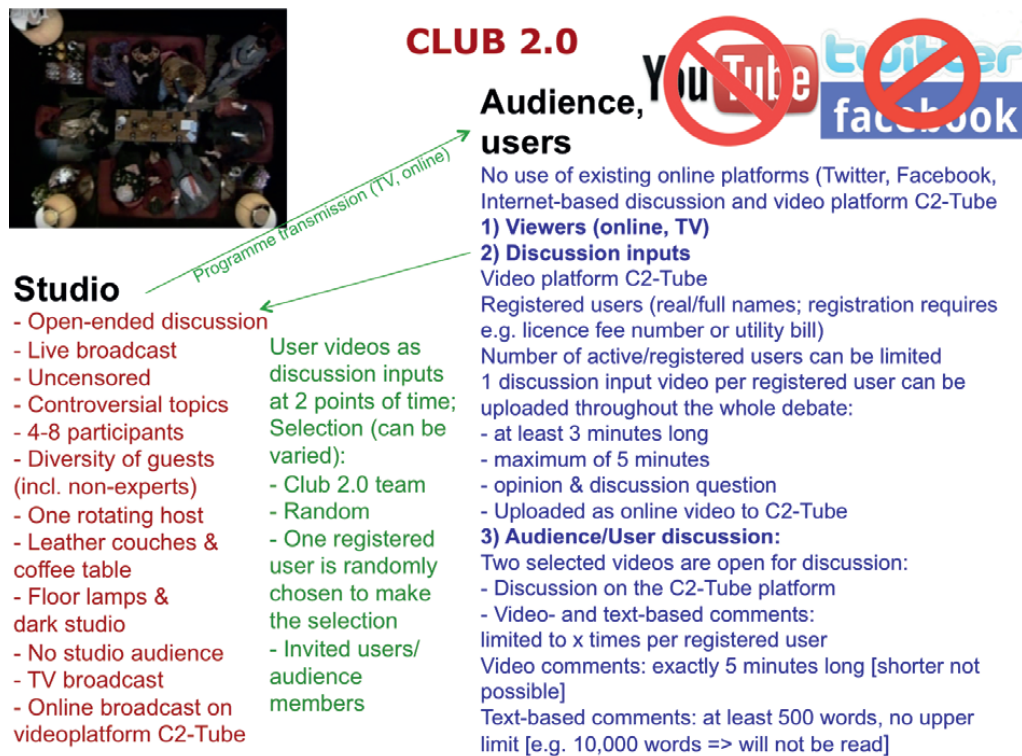 CLUB 2.0
YouTube
twitter
facebook
Audience,
users
Programme transmission (TV, online)
No use of existing online platforms (Twitter, Facebook,
Internet-based discussion and video platform C2-Tube
1) Viewers (online, TV)
2) Discussion inputs
Video platform C2-Tube
Registered users (real/full names; registration requires
e.g. licence fee number or utility bill)
Number of active/registered users can be limited
1 discussion input video per registered user can be
uploaded throughout the whole debate:
- at least 3 minutes long
- maximum of 5 minutes
- opinion & discussion question
- Uploaded as online video to C2-Tube
3) Audience/User discussion:
Two selected videos are open for discussion:
- Discussion on the C2-Tube platform
- Video- and text-based comments:
limited to x times per registered user
Video comments: exactly 5 minutes long [shorter not
possible]
Text-based comments: at least 500 words, no upper
limit [e.g. 10,000 words => will not be read]
Studio
- Open-ended discussion
- Live broadcast
- Uncensored
- Controversial topics
- 4-8 participants
- Diversity of guests
(incl. non-experts)
- One rotating host
- Leather couches &
coffee table
- Floor lamps &
dark studio
- No studio audience
- TV broadcast
- Online broadcast on
videoplatform C2-Tube
User videos as
discussion inputs
at 2 points of time;
Selection (can be
varied):
- Club 2.0 team
- Random
- One registered
user is randomly
chosen to make
the selection
- Invited users/
audience
members